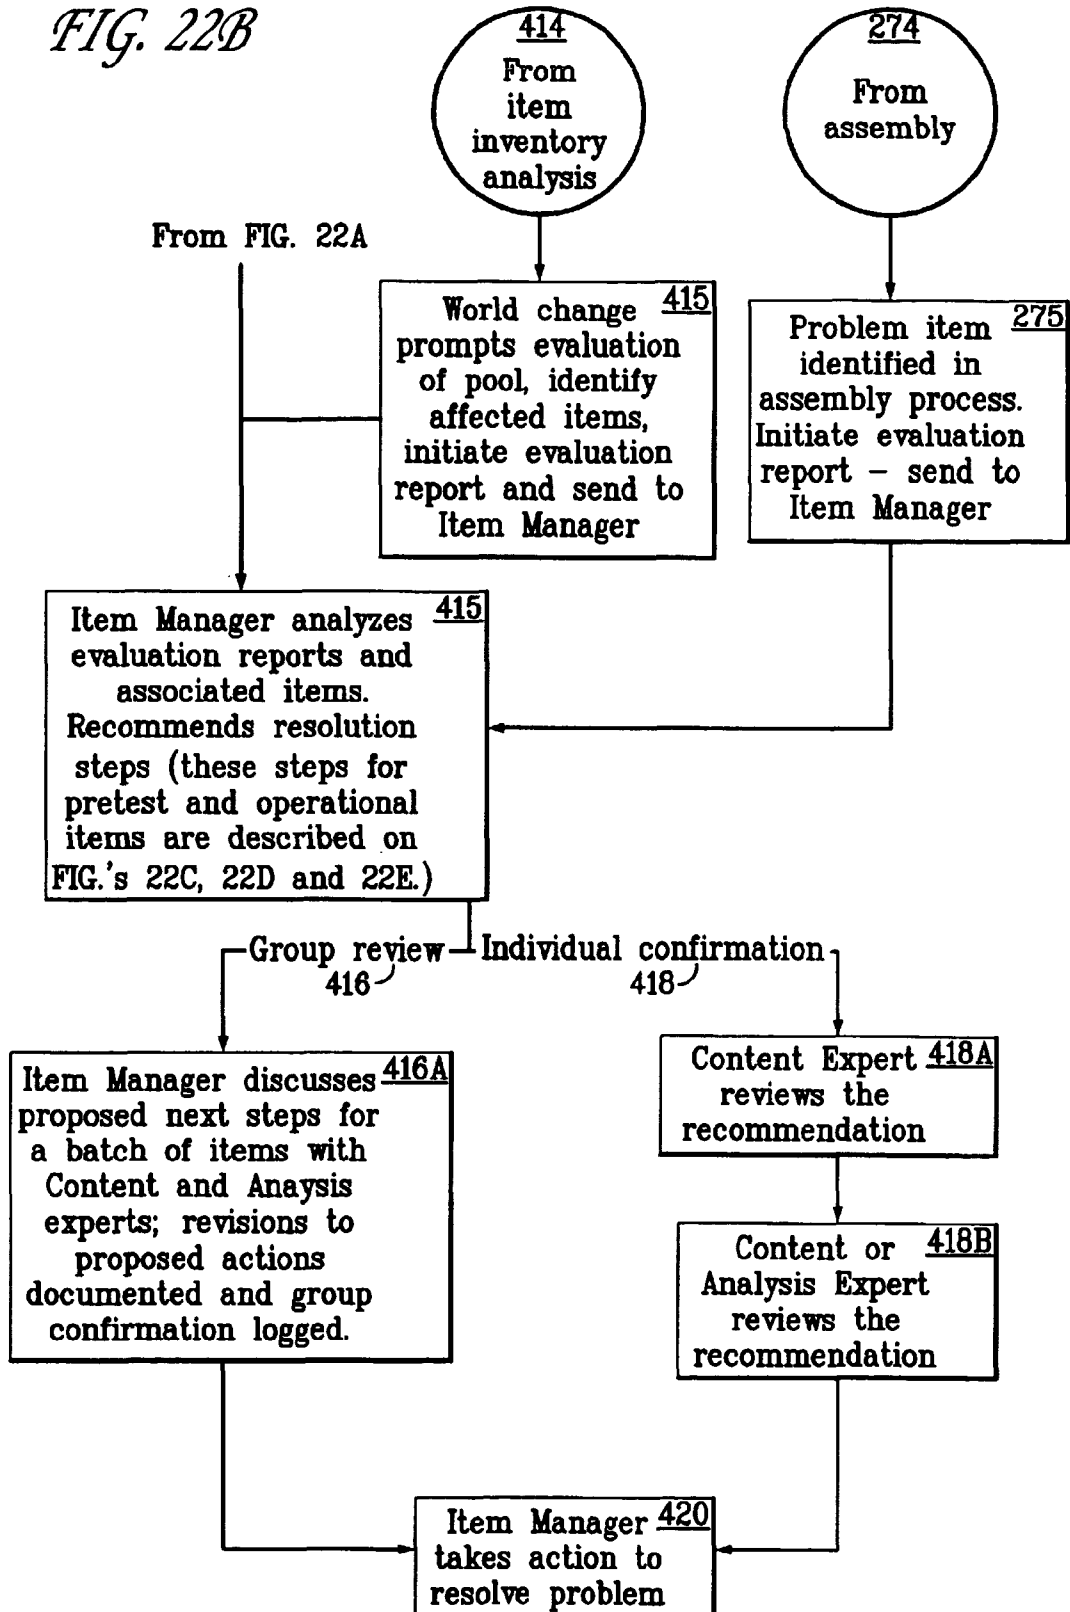 FIG. 22B
414
From
item
inventory
analysis
274
From
assembly
From FIG. 22A
415
World change
prompts evaluation
of pool, identify
affected items,
initiate evaluation
report and send to
Item Manager
275
Problem item
identified in
assembly process.
Initiate evaluation
report – send to
Item Manager
415
Item Manager analyzes
evaluation reports and
associated items.
Recommends resolution
steps (these steps for
pretest and operational
items are described on
FIG.'s 22C, 22D and 22E.)
Group review
416
Individual confirmation
418
416A
Item Manager discusses
proposed next steps for
a batch of items with
Content and Anaysis
experts; revisions to
proposed actions
documented and group
confirmation logged.
Content Expert 418A
reviews the
recommendation
Content or 418B
Analysis Expert
reviews the
recommendation
Item Manager 420
takes action to
resolve problem